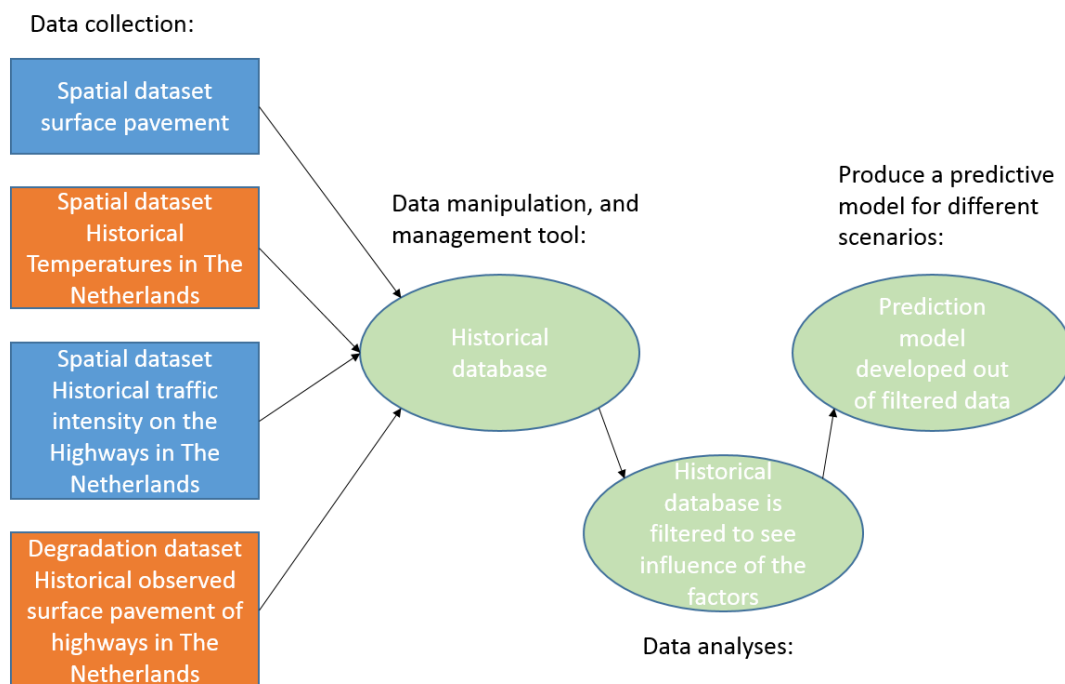 Data collection:
Spatial dataset
surface pavement
Spatial dataset
Historical
Temperatures in The
Netherlands
Spatial dataset
Historical traffic
intensity on the
Highways in The
Netherlands
Degradation dataset
Historical observed
surface pavement of
highways in The
Netherlands
Data manipulation, and
management tool:
Historical
database
Historical
database is
filtered to see
influence of the
factors
Data analyses:
Produce a predictive
model for different
scenarios:
Prediction
model
developed out
of filtered data